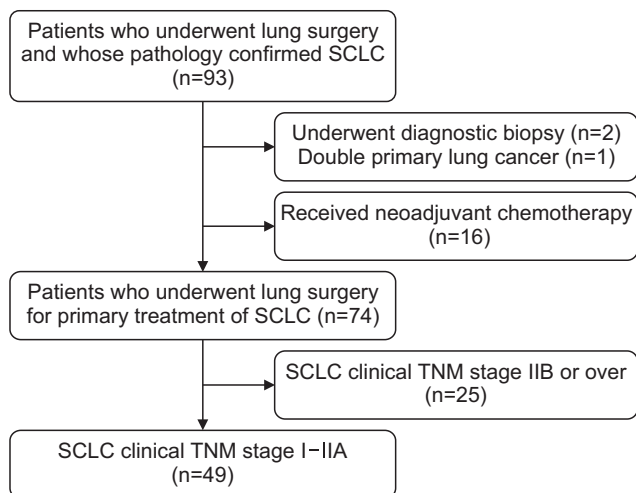 Patients who underwent lung surgery
and whose pathology confirmed SCLC
(n=93)
Underwent diagnostic biopsy (n=2)
Double primary lung cancer (n=1)
Received neoadjuvant chemotherapy
(n=16)
Patients who underwent lung surgery
for primary treatment of SCLC (n=74)
SCLC clinical TNM stage IIB or over
(n=25)
SCLC clinical TNM stage I−IIA
(n=49)